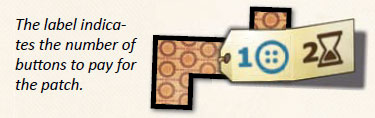 The label indica-
tes the number of
buttons to pay for
the patch.
1 2